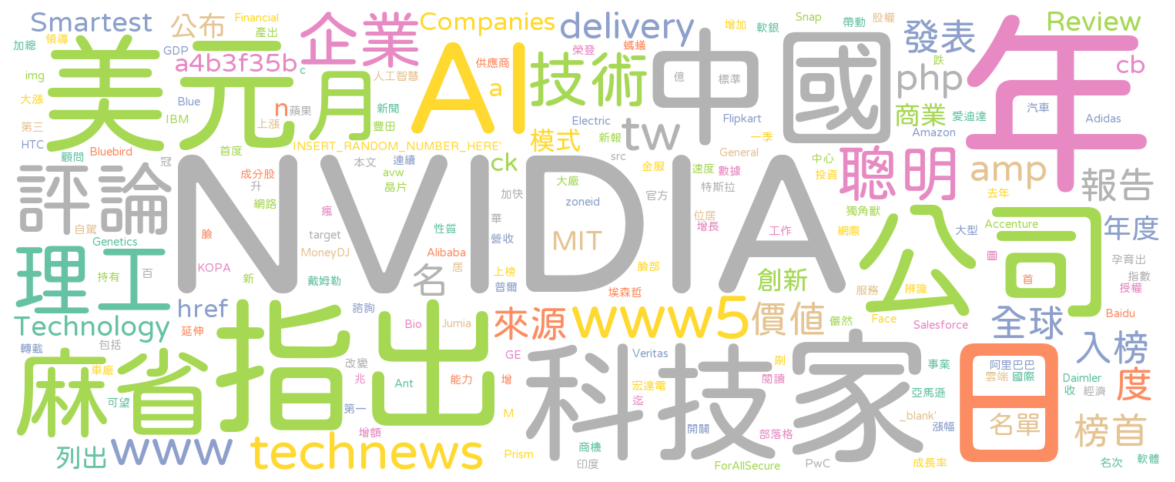 Smartest
公布
企業
Companies
delivery
Snap
帶動
股權
發表
Review
加總
領導
Financial
產出
GDP
a4b3f35b
c
人工智慧
榮登
螞蟻
軟銀
增加
跌
cb
美元
月
AI
供應商
a
技術
億
標準
中國
php
年
img
大漲
IBM
Blue
n
蘋果
上漲
新聞
豐田
商業
愛迪達
汽車
Adidas
第三
HTC
顧問
Bluebird
首度
INSERT_RANDOM_NUMBER_HERE'
Electric
模式
新報
tw
Flipkart
一季
Amazon
評論
冠
成分股
升
網路
瘋
本文
連續
avw
晶片
ck
加快
src
金服
速度
General
數據
中心
投資
聰明
amp
去年
報告
NVIDIA
大廠
zoneid
官方
特斯拉
位居
增長
工作
網票
獨角獸
大型
Accenture
年度
自駕
Genetics
持有
百
KOPA
新
臉
target
MoneyDJ
戴姆勒
性質
華
營收
Alibaba
居
上榜
普爾
MIT
臉部
埃森哲
創新
服務
辨識
公司
圖
首
孕育出
指數
授權
理工
名
href
延伸
諮詢
Technology
轉載
包括
Bio
Jumia
來源
www5
價值
儼然
Face
Salesforce
全球
Baidu
入榜
麻省
指出
車廠
可望
改變
兆
Ant
能力
第一
增額
GE
增
M
Prism
科技
家
Veritas
宏達電
迄
商機
印度
剛
閱讀
開闢
部落格
ForAllSecure
PwC
日
事業
亞馬遜
_blank'
漲幅
成長率
阿里巴巴
雲端
國際
名單
Daimler
收
經濟
度
榜首
名次
軟體
列出
www
technews